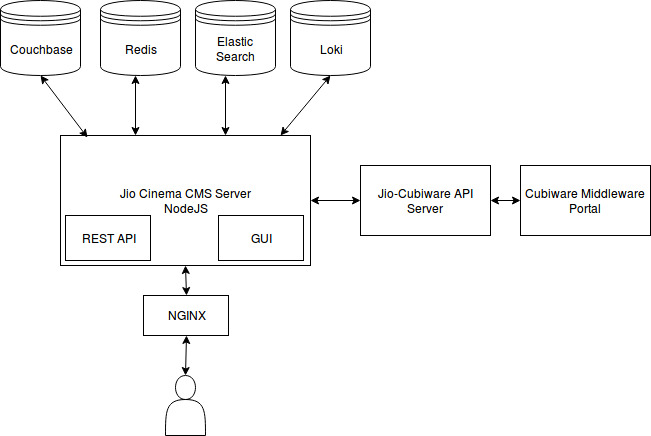 Couchbase
Redis
Elastic
Search
Loki
Jio Cinema CMS Server
NodeJS
REST API
GUI
Jio-Cubiware API
Server
Cubiware Middleware
Portal
NGINX